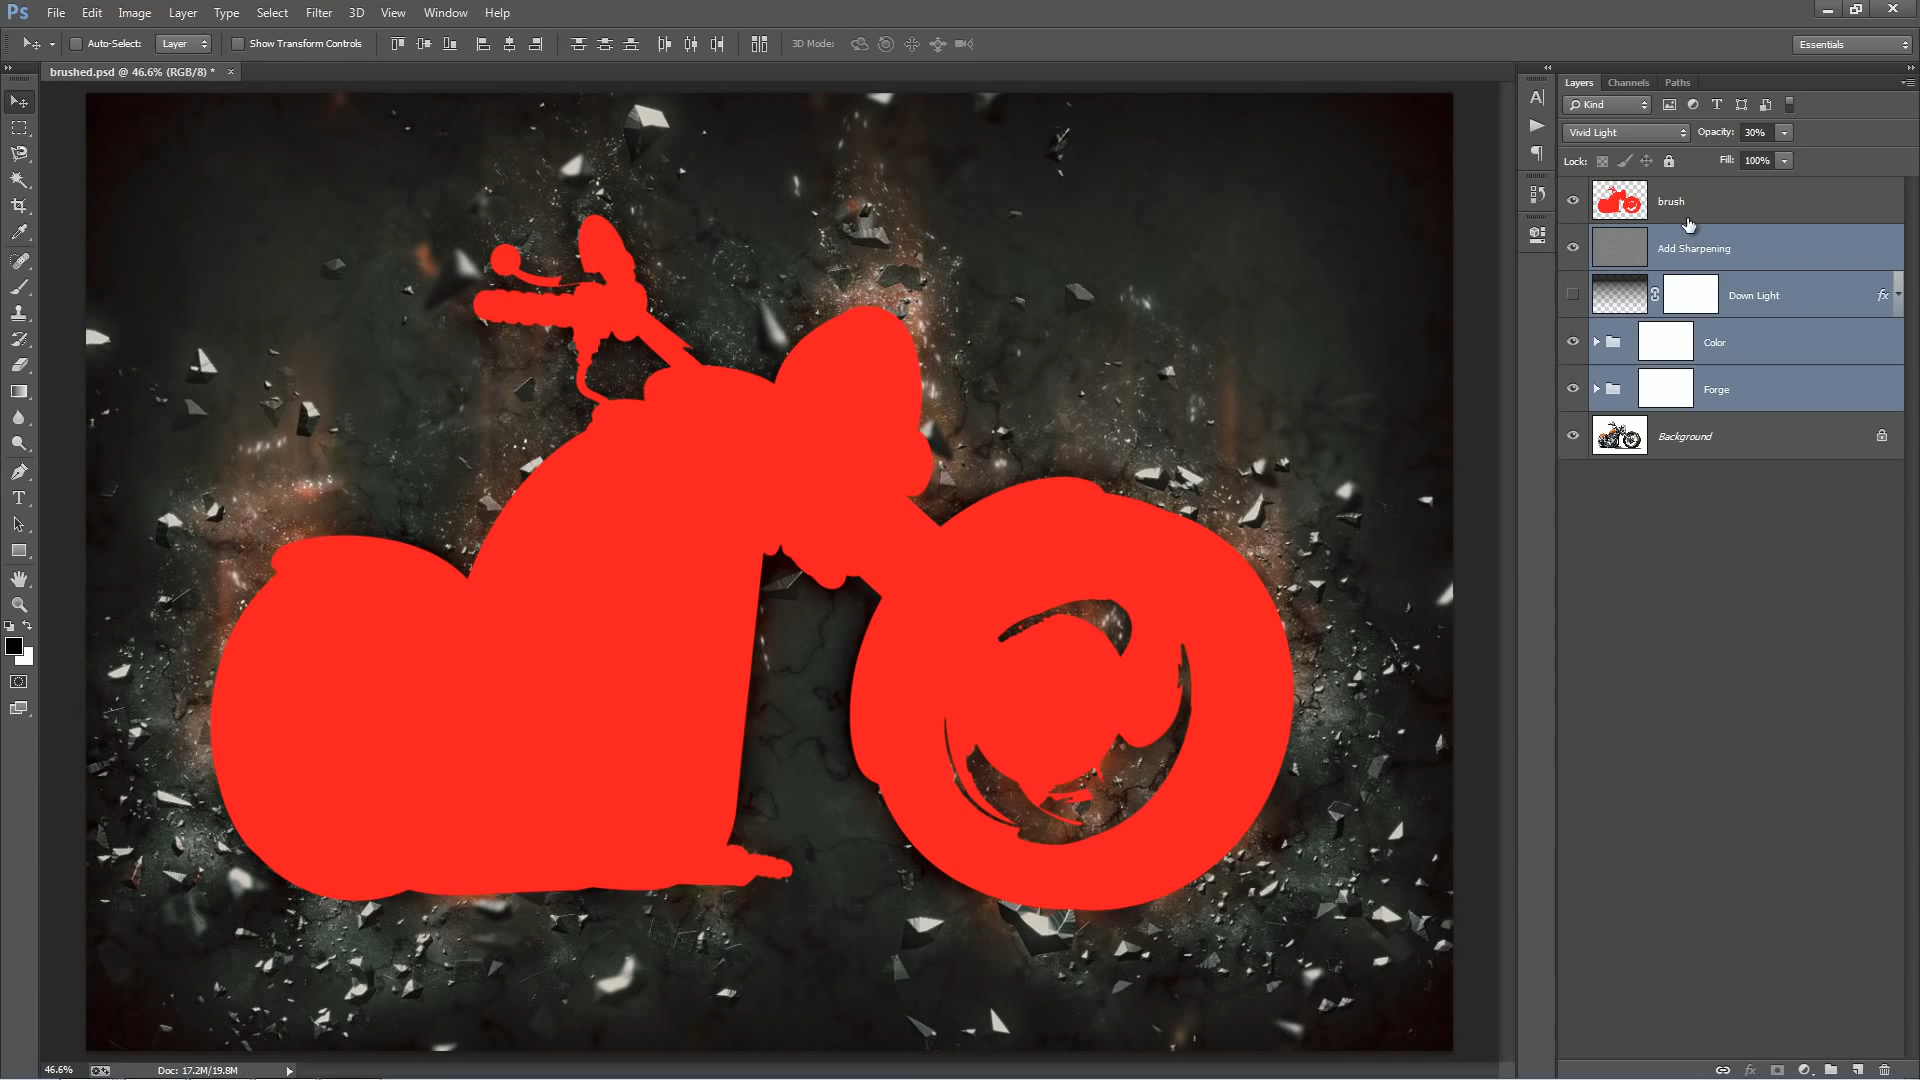 Ps File Edit Image Layer Type Select Filter 3D View Window Help
Auto-Select: Layer Show Transform Controls 3D Mode: Essentials
brushed.psd @ 46.6% (RGB/8) * ×
Layers Channels Paths
Kind
Vivid Light Opacity: 30%
Lock: Fill: 100%
brush
Add Sharpening
Down Light fx
Color
Forge
Background
46.6% Doc: 17.2M/19.8M
fx